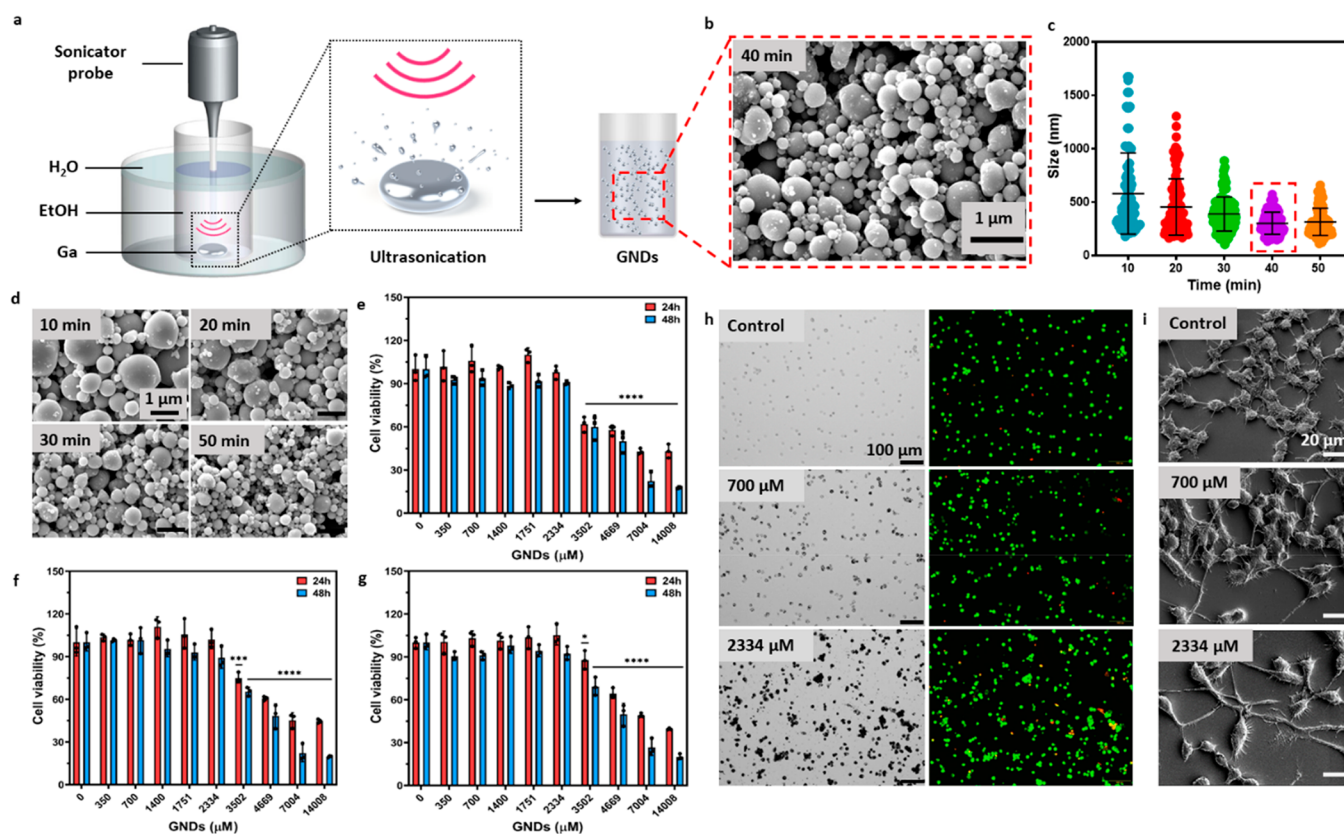 a
Sonicator
probe
H₂O
EtOH
Ga
Ultrasonication
GNDs
b
40 min
1 μm
c
2000
1500
1000
500
0
Size (nm)
10 20 30 40 50
Time (min)
d
10 min
20 min
1 μm
30 min
50 min
e
150
120
90
60
30
0
Cell viability (%)
24h
48h
****
0 350 700 1400 1751 2334 3502 4669 7004 14008
GNDs (μM)
f
150
120
90
60
30
0
Cell viability (%)
24h
48h
***
****
0 350 700 1400 1751 2334 3502 4669 7004 14008
GNDs (μM)
g
150
120
90
60
30
0
Cell viability (%)
24h
48h
*
****
0 350 700 1400 1751 2334 3502 4669 7004 14008
GNDs (μM)
h
Control
100 μm
700 μM
2334 μM
i
Control
20 μm
700 μM
2334 μM